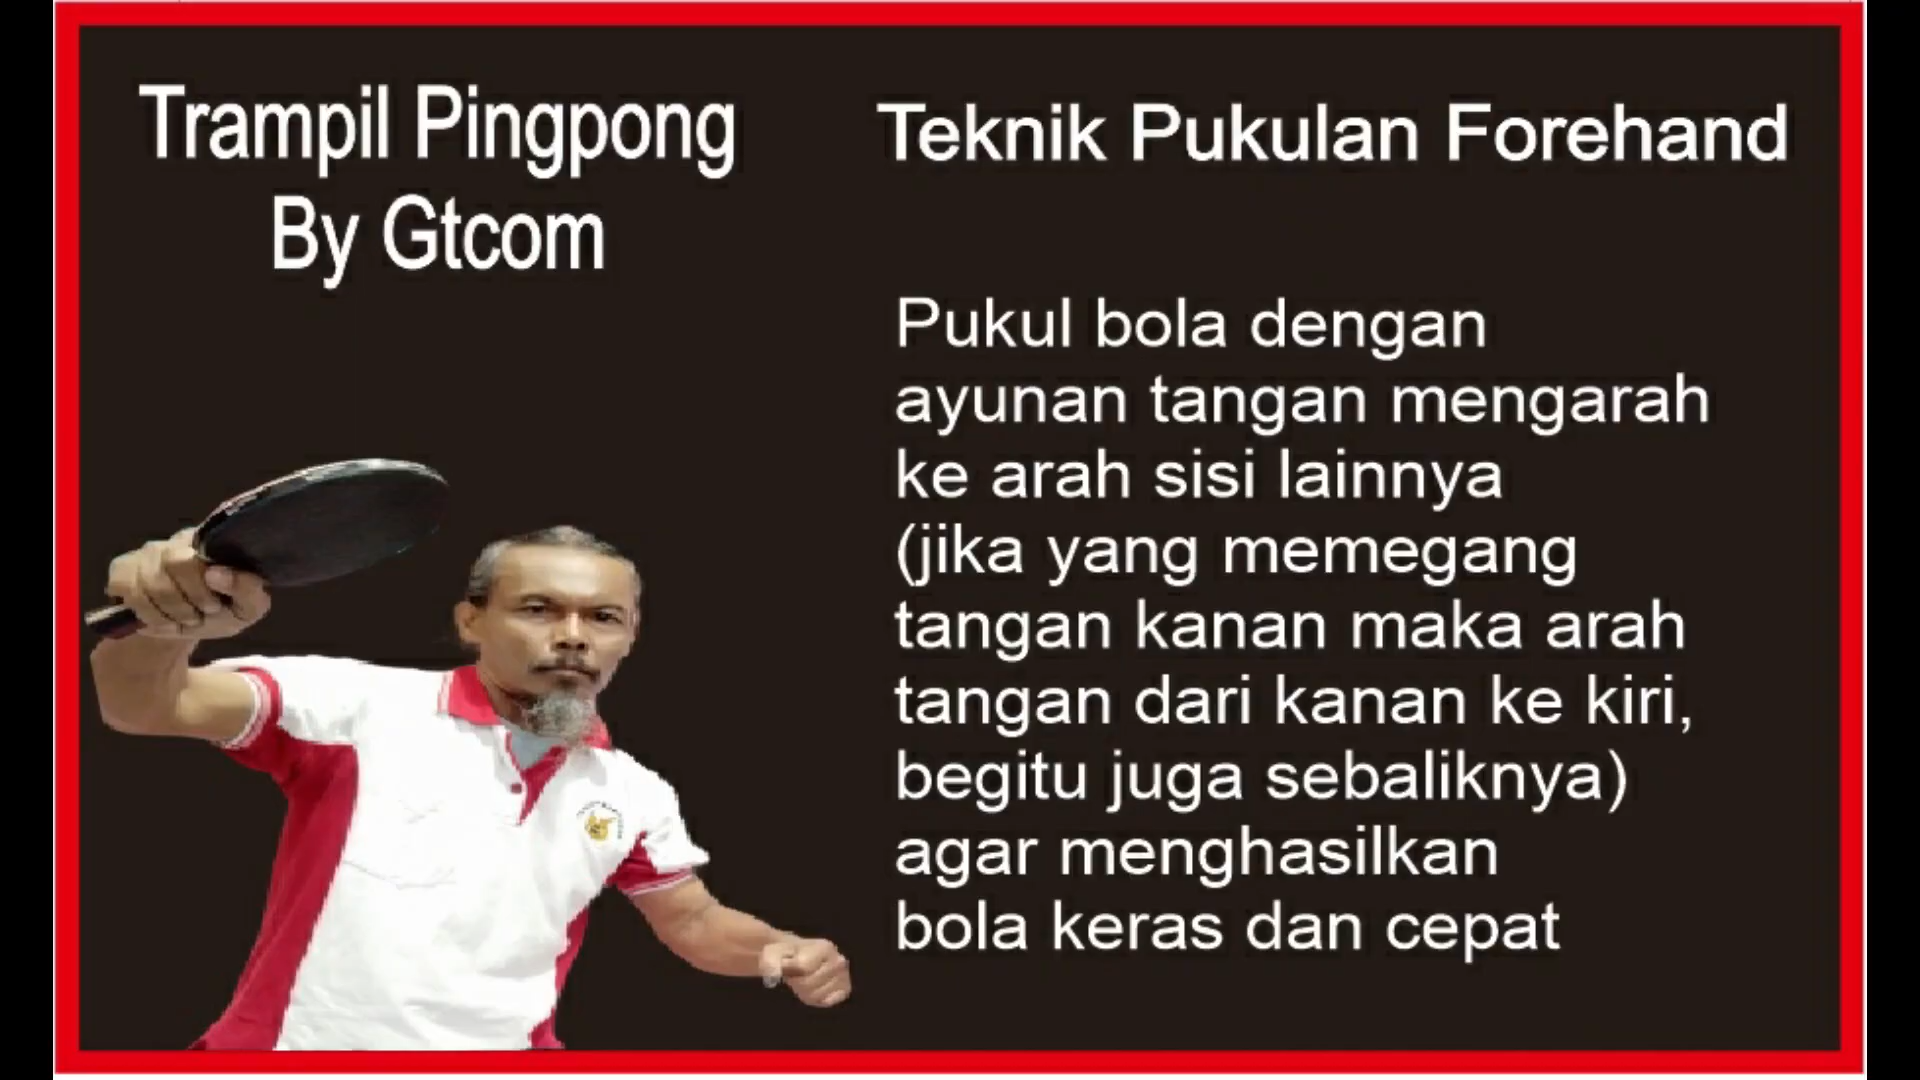 Trampil Pingpong
By Gtcom
Teknik Pukulan Forehand
Pukul bola dengan
ayunan tangan mengarah
ke arah sisi lainnya
(jika yang memegang
tangan kanan maka arah
tangan dari kanan ke kiri,
begitu juga sebaliknya)
agar menghasilkan
bola keras dan cepat